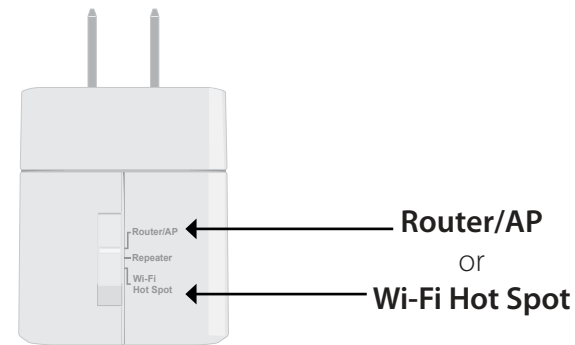 Router/AP
Repeater
Wi-Fi
Hot Spot
Router/AP
or
Wi-Fi Hot Spot